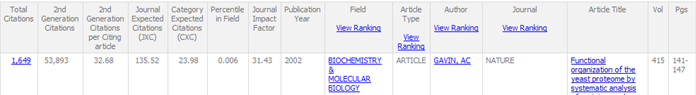 Total Citations
2nd Generation Citations
2nd Generation Citations per Citing article
Journal Expected Citations (JXC)
Category Expected Citations (CXC)
Percentile in Field
Journal Impact Factor
Publication Year
Field
View Ranking
Article Type
View Ranking
Author
View Ranking
Journal
View Ranking
Article Title
Vol
Pgs
1,649
53,893
32.68
135.52
23.98
0.006
31.43
2002
BIOCHEMISTRY
&
MOLECULAR
BIOLOGY
ARTICLE
GAVIN, AC
NATURE
Functional
organization of the
yeast proteome by
systematic analysis
415
141-
147